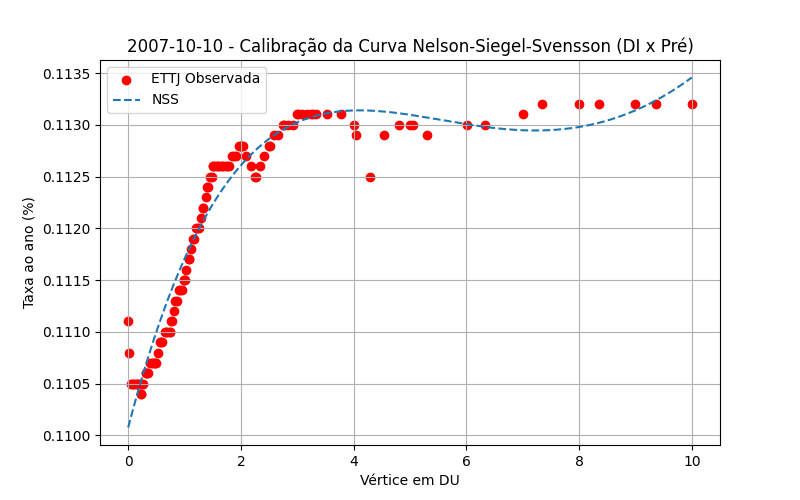 2007-10-10 - Calibração da Curva Nelson-Siegel-Svensson (DI x Pré)
ETTJ Observada
NSS
Taxa ao ano (%)
0.1135
0.1130
0.1125
0.1120
0.1115
0.1110
0.1105
0.1100
0 2 4 6 8 10
Vértice em DU